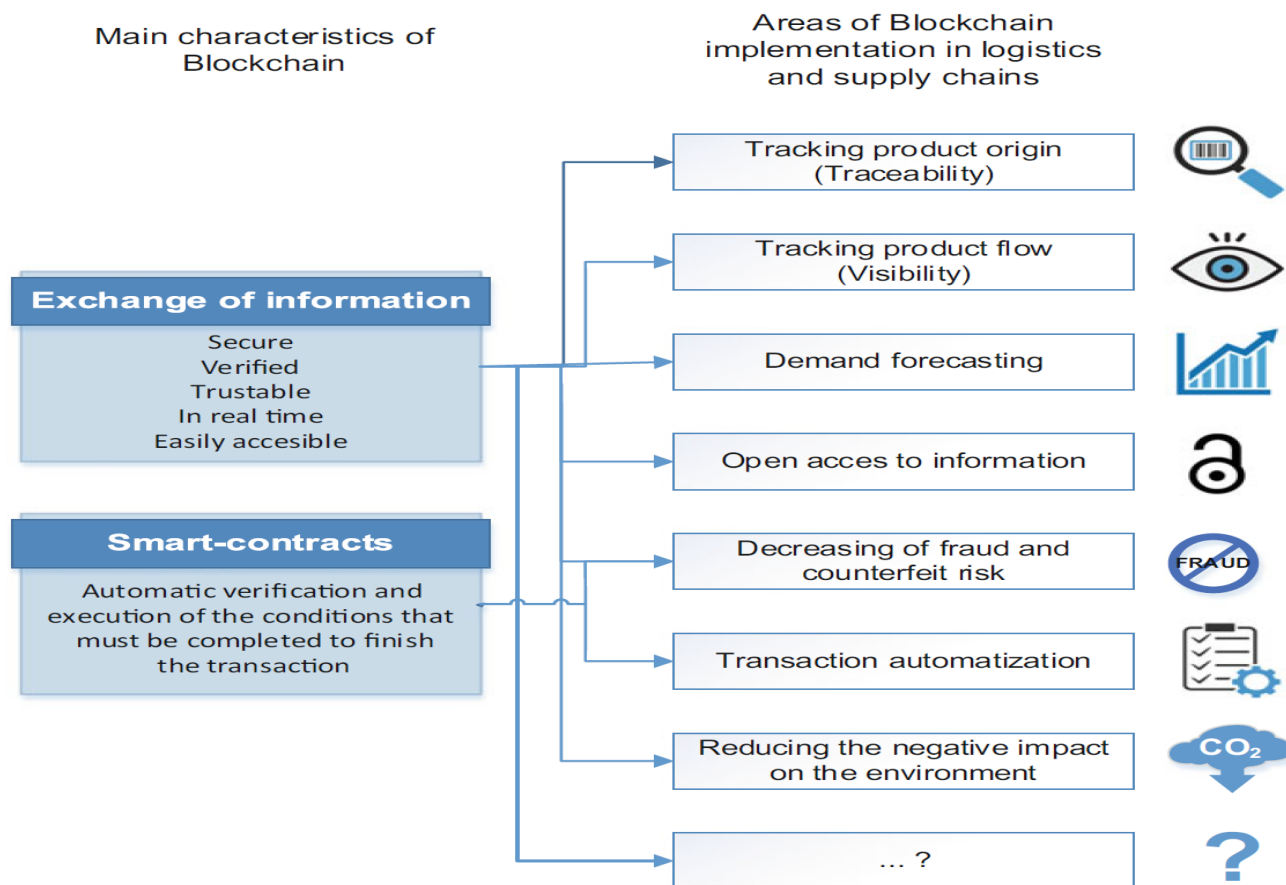 Main characteristics of
Blockchain
Areas of Blockchain
implementation in logistics
and supply chains
Exchange of information
Secure
Verified
Trustable
In real time
Easily accesible
Smart-contracts
Automatic verification and
execution of the conditions that
must be completed to finish
the transaction
Tracking product origin
(Traceability)
Tracking product flow
(Visibility)
Demand forecasting
Open acces to information
Decreasing of fraud and
counterfeit risk
FRAUD
Transaction automatization
Reducing the negative impact
on the environment
CO₂
... ?
?